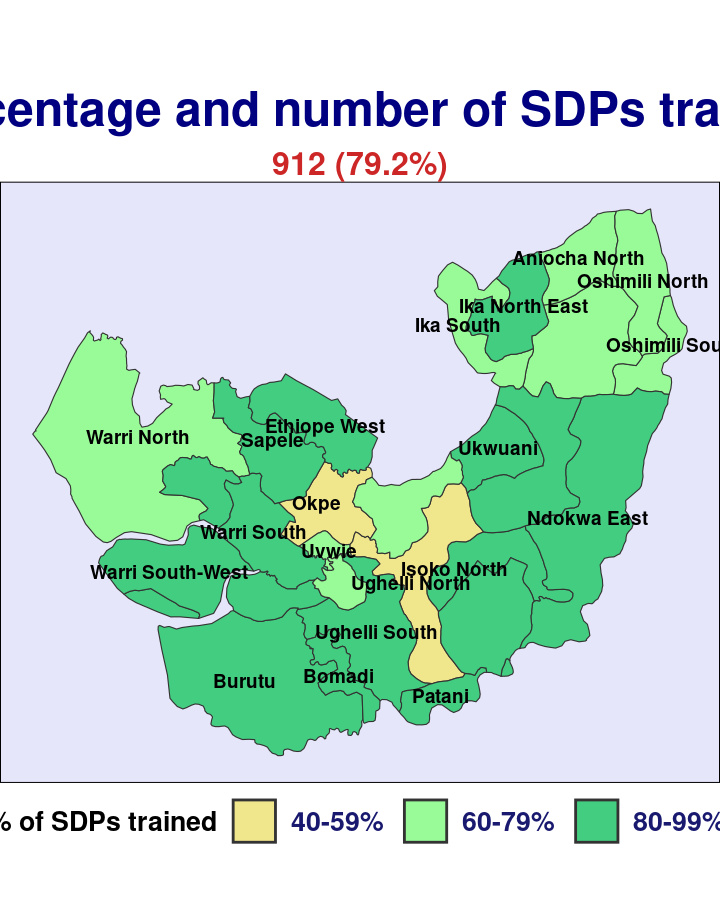 centage and number of SDPs tra
912 (79.2%)
Aniocha North
Oshimili North
Ika North East
Ika South
Oshimili Sou
Ethiope West
Warri North
Sapele
Ukwuani
Okpe
Ndokwa East
Warri South
Uvwie
Isoko North
Warri South-West
Ughelli North
Ughelli South
Bomadi
Burutu
Patani
% of SDPs trained 40-59% 60-79% 80-99%